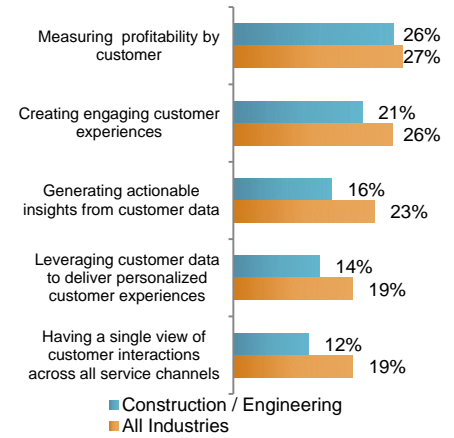 Measuring profitability by
customer
26%
27%
Creating engaging customer
experiences
21%
26%
Generating actionable
insights from customer data
16%
23%
Leveraging customer data
to deliver personalized
customer experiences
14%
19%
Having a single view of
customer interactions
across all service channels
12%
19%
Construction / Engineering
All Industries